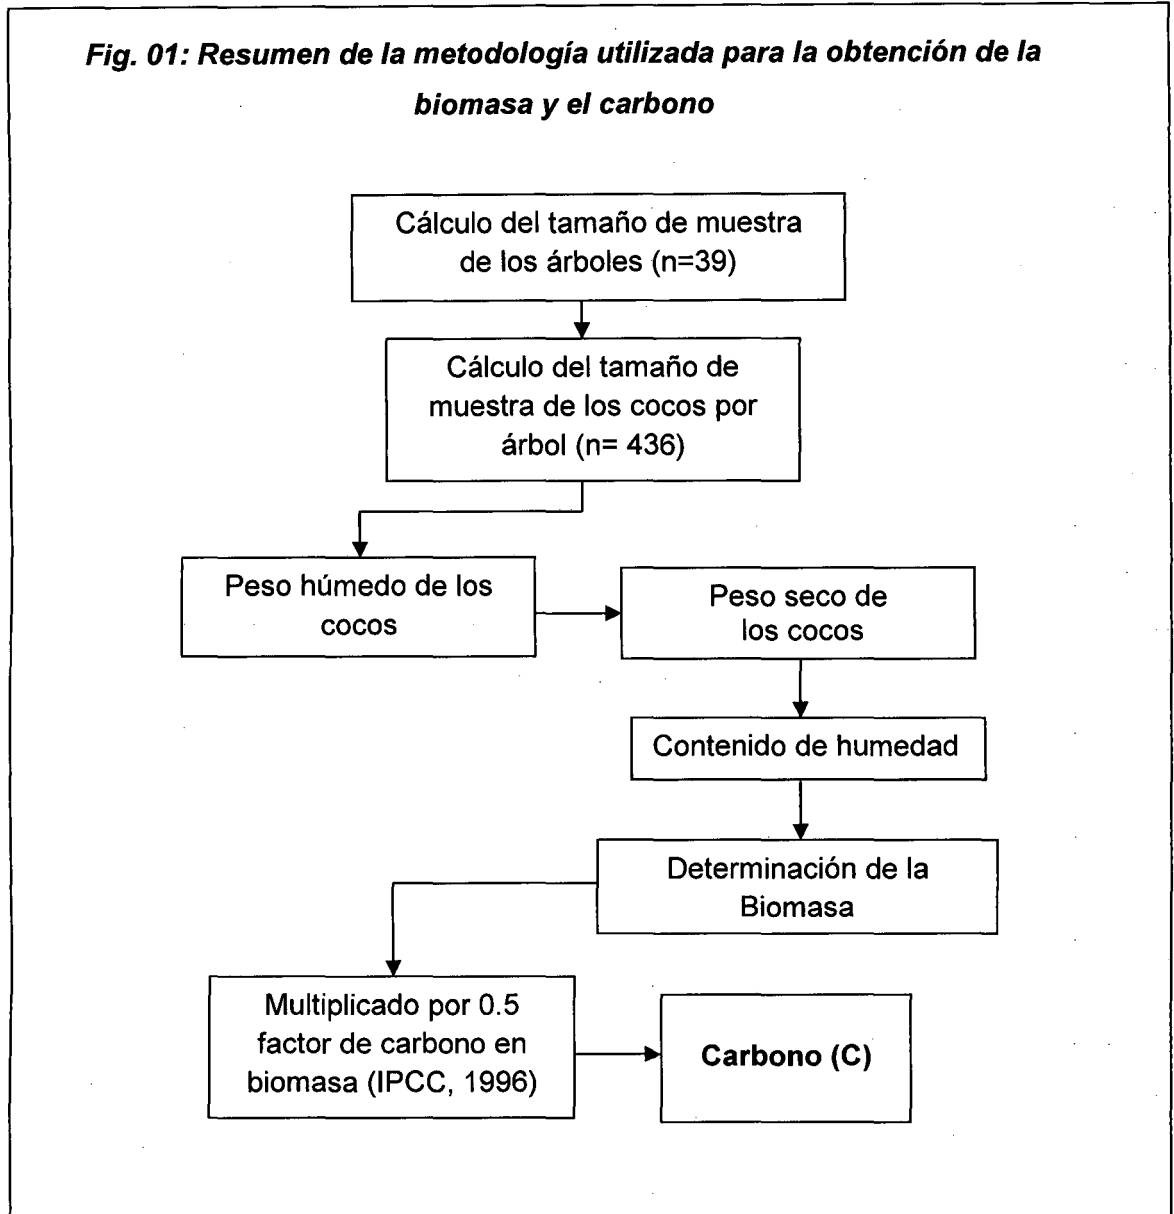 Fig. 01: Resumen de la metodología utilizada para la obtención de la
biomasa y el carbono
Cálculo del tamaño de muestra
de los árboles (n=39)
Cálculo del tamaño de
muestra de los cocos por
árbol (n= 436)
Peso húmedo de los
cocos
Peso seco de
los cocos
Contenido de humedad
Determinación de la
Biomasa
Multiplicado por 0.5
factor de carbono en
biomasa (IPCC, 1996)
Carbono (C)